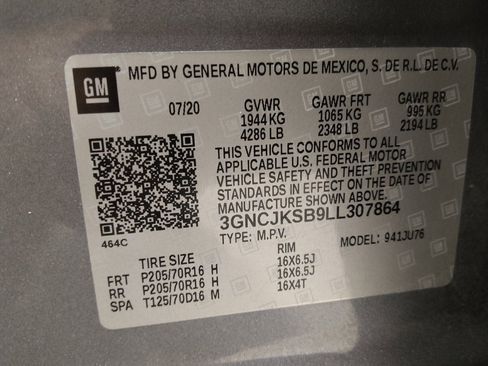 GM
MFD BY GENERAL MOTORS DE MEXICO, S. DE R.L. DE C.V.
07/20 GVWR GAWR FRT GAWR RR
1944 KG 1065 KG 995 KG
4286 LB 2348 LB 2194 LB
THIS VEHICLE CONFORMS TO ALL
APPLICABLE U.S. FEDERAL MOTOR
VEHICLE SAFETY AND THEFT PREVENTION
STANDARDS IN EFFECT ON THE DATE OF
MANUFACTURE SHOWN ABOVE.
3GNCJKSB9LL307864
464C
TYPE: M.P.V. MODEL: 941JU76
TIRE SIZE RIM
FRT P205/70R16 H 16X6.5J
RR P205/70R16 H 16X6.5J
SPA T125/70D16 M 16X4T